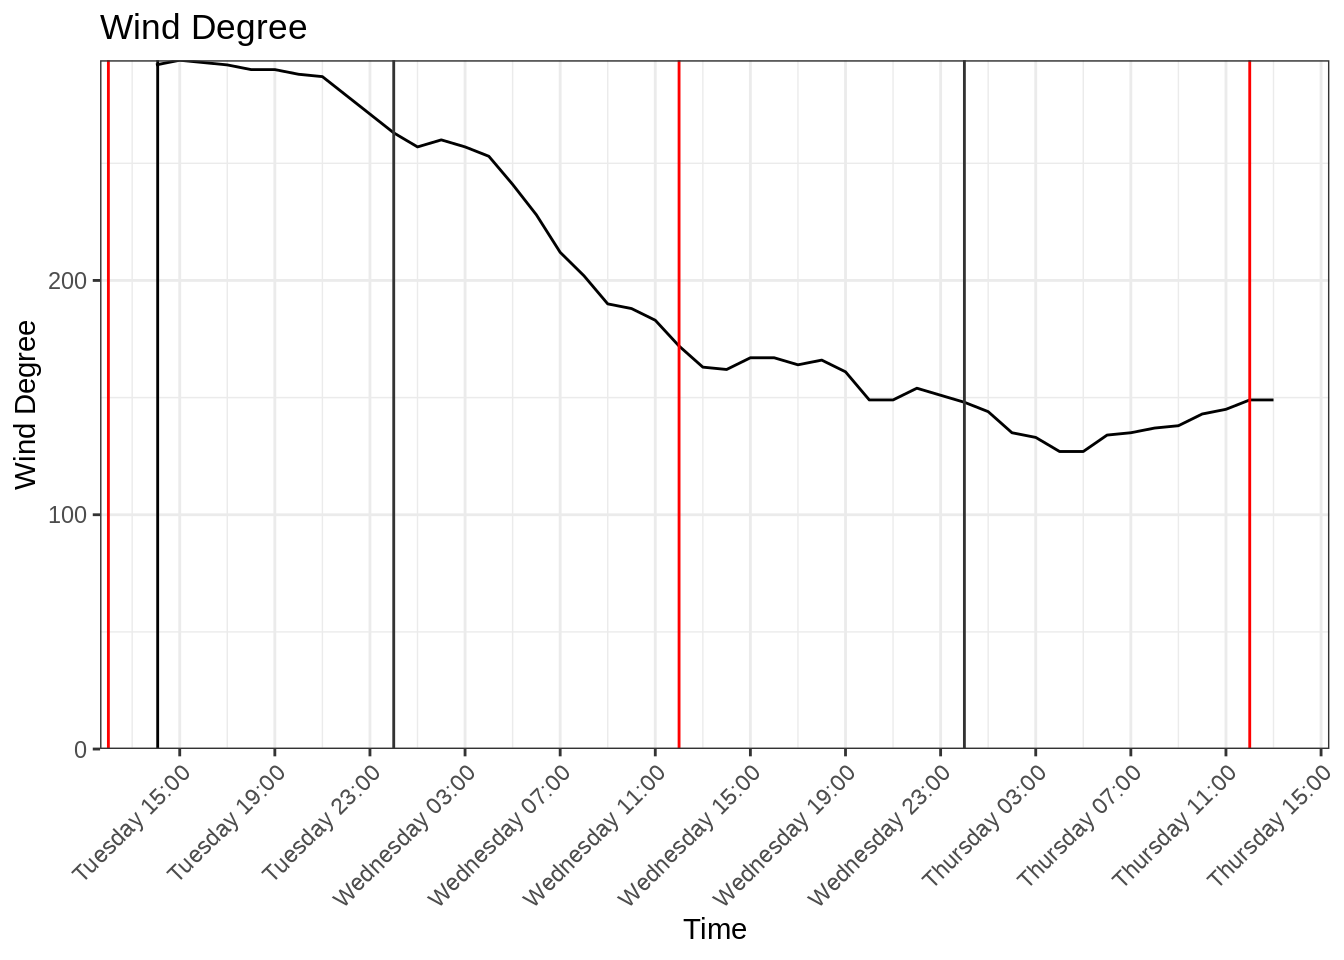 Wind Degree
Wind Degree
200
100
0
Tuesday 15:00
Tuesday 19:00
Tuesday 23:00
Wednesday 03:00
Wednesday 07:00
Wednesday 11:00
Wednesday 15:00
Wednesday 19:00
Wednesday 23:00
Thursday 03:00
Thursday 07:00
Thursday 11:00
Thursday 15:00
Time